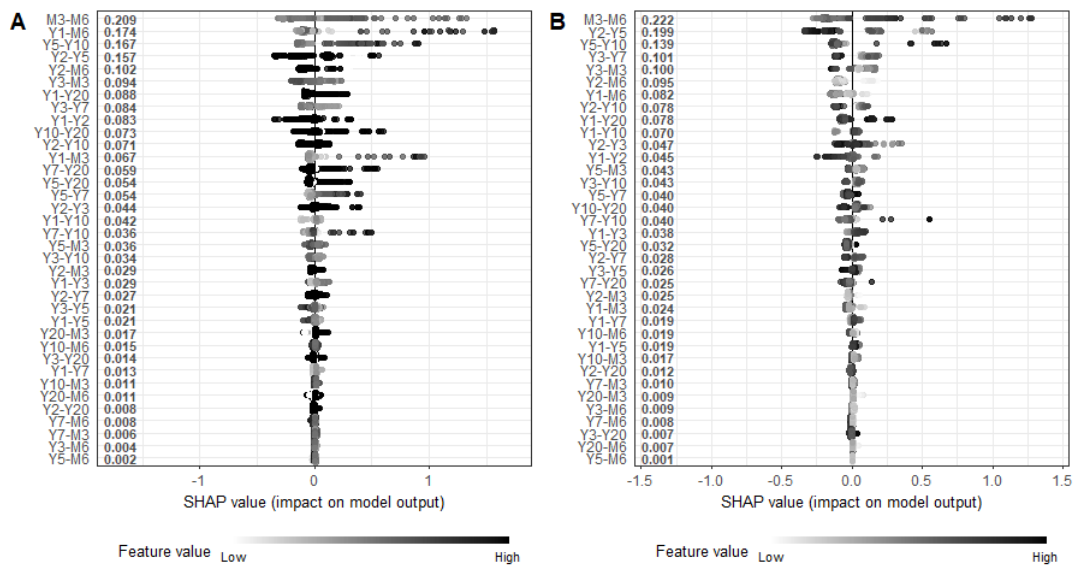 A
M3-M6 0.209
Y1-M6 0.174
Y5-Y10 0.167
Y2-Y5 0.157
Y2-M6 0.102
Y3-M3 0.094
Y1-Y20 0.088
Y3-Y7 0.084
Y1-Y2 0.083
Y10-Y20 0.073
Y2-Y10 0.071
Y1-M3 0.067
Y7-Y20 0.059
Y5-Y20 0.054
Y5-Y7 0.054
Y2-Y3 0.044
Y1-Y10 0.042
Y7-Y10 0.036
Y5-M3 0.036
Y3-Y10 0.034
Y2-M3 0.029
Y1-Y3 0.029
Y2-Y7 0.027
Y3-Y5 0.021
Y1-Y5 0.021
Y20-M3 0.017
Y10-M6 0.015
Y3-Y20 0.014
Y1-Y7 0.013
Y10-M3 0.011
Y20-M6 0.011
Y2-Y20 0.008
Y7-M6 0.008
Y7-M3 0.006
Y3-M6 0.004
Y5-M6 0.002
-1 0 1
SHAP value (impact on model output)
Feature value Low High
B
M3-M6 0.222
Y2-Y5 0.199
Y5-Y10 0.139
Y3-Y7 0.101
Y3-M3 0.100
Y2-M6 0.095
Y1-M6 0.082
Y2-Y10 0.078
Y1-Y20 0.078
Y1-Y10 0.070
Y2-Y3 0.047
Y1-Y2 0.045
Y5-M3 0.043
Y3-Y10 0.043
Y5-Y7 0.040
Y10-Y20 0.040
Y7-Y10 0.040
Y1-Y3 0.038
Y5-Y20 0.032
Y2-Y7 0.028
Y3-Y5 0.026
Y7-Y20 0.025
Y2-M3 0.025
Y1-M3 0.024
Y1-Y7 0.019
Y10-M6 0.019
Y1-Y5 0.019
Y10-M3 0.017
Y2-Y20 0.012
Y7-M3 0.010
Y20-M3 0.009
Y3-M6 0.009
Y7-M6 0.008
Y3-Y20 0.007
Y20-M6 0.007
Y5-M6 0.001
-1.5 -1.0 -0.5 0.0 0.5 1.0 1.5
SHAP value (impact on model output)
Feature value Low High